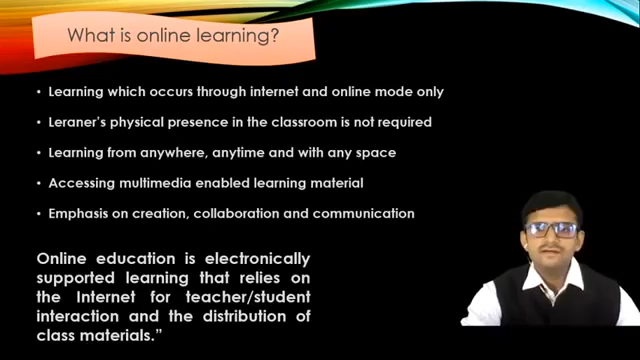 What is online learning?
• Learning which occurs through internet and online mode only
• Leraner's physical presence in the classroom is not required
• Learning from anywhere, anytime and with any space
• Accessing multimedia enabled learning material
• Emphasis on creation, collaboration and communication
Online education is electronically
supported learning that relies on
the Internet for teacher/student
interaction and the distribution of
class materials.”